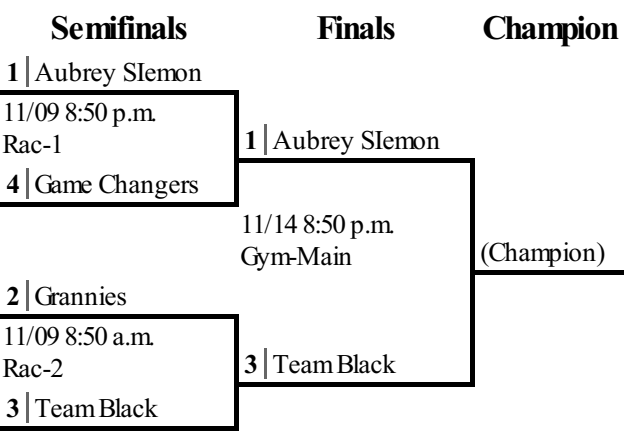 Semifinals Finals Champion
1 Aubrey SIemon
11/09 8:50 p.m.
Rac-1
1 Aubrey SIemon
4 Game Changers
11/14 8:50 p.m.
Gym-Main
(Champion)
2 Grannies
11/09 8:50 a.m.
Rac-2
3 Team Black
3 Team Black